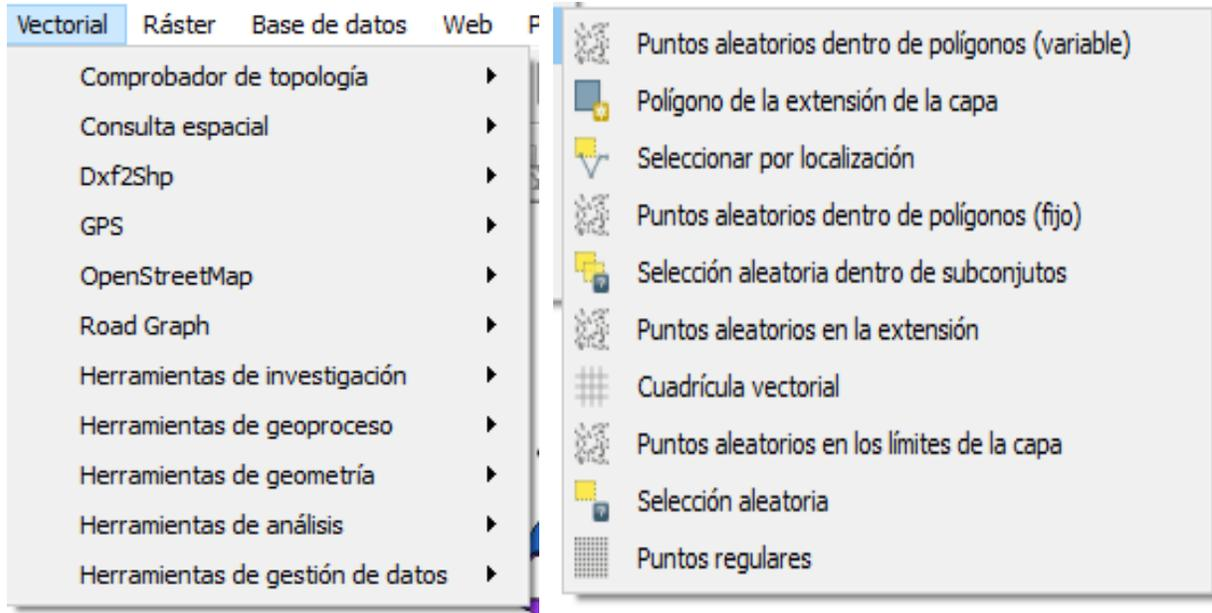 Vectorial Ráster Base de datos Web P
Comprobador de topología
Consulta espacial
Dxf2Shp
GPS
OpenStreetMap
Road Graph
Herramientas de investigación
Herramientas de geoproceso
Herramientas de geometría
Herramientas de análisis
Herramientas de gestión de datos
Puntos aleatorios dentro de polígonos (variable)
Polígono de la extensión de la capa
Seleccionar por localización
Puntos aleatorios dentro de polígonos (fijo)
Selección aleatoria dentro de subconjutos
Puntos aleatorios en la extensión
Cuadrícula vectorial
Puntos aleatorios en los límites de la capa
Selección aleatoria
Puntos regulares